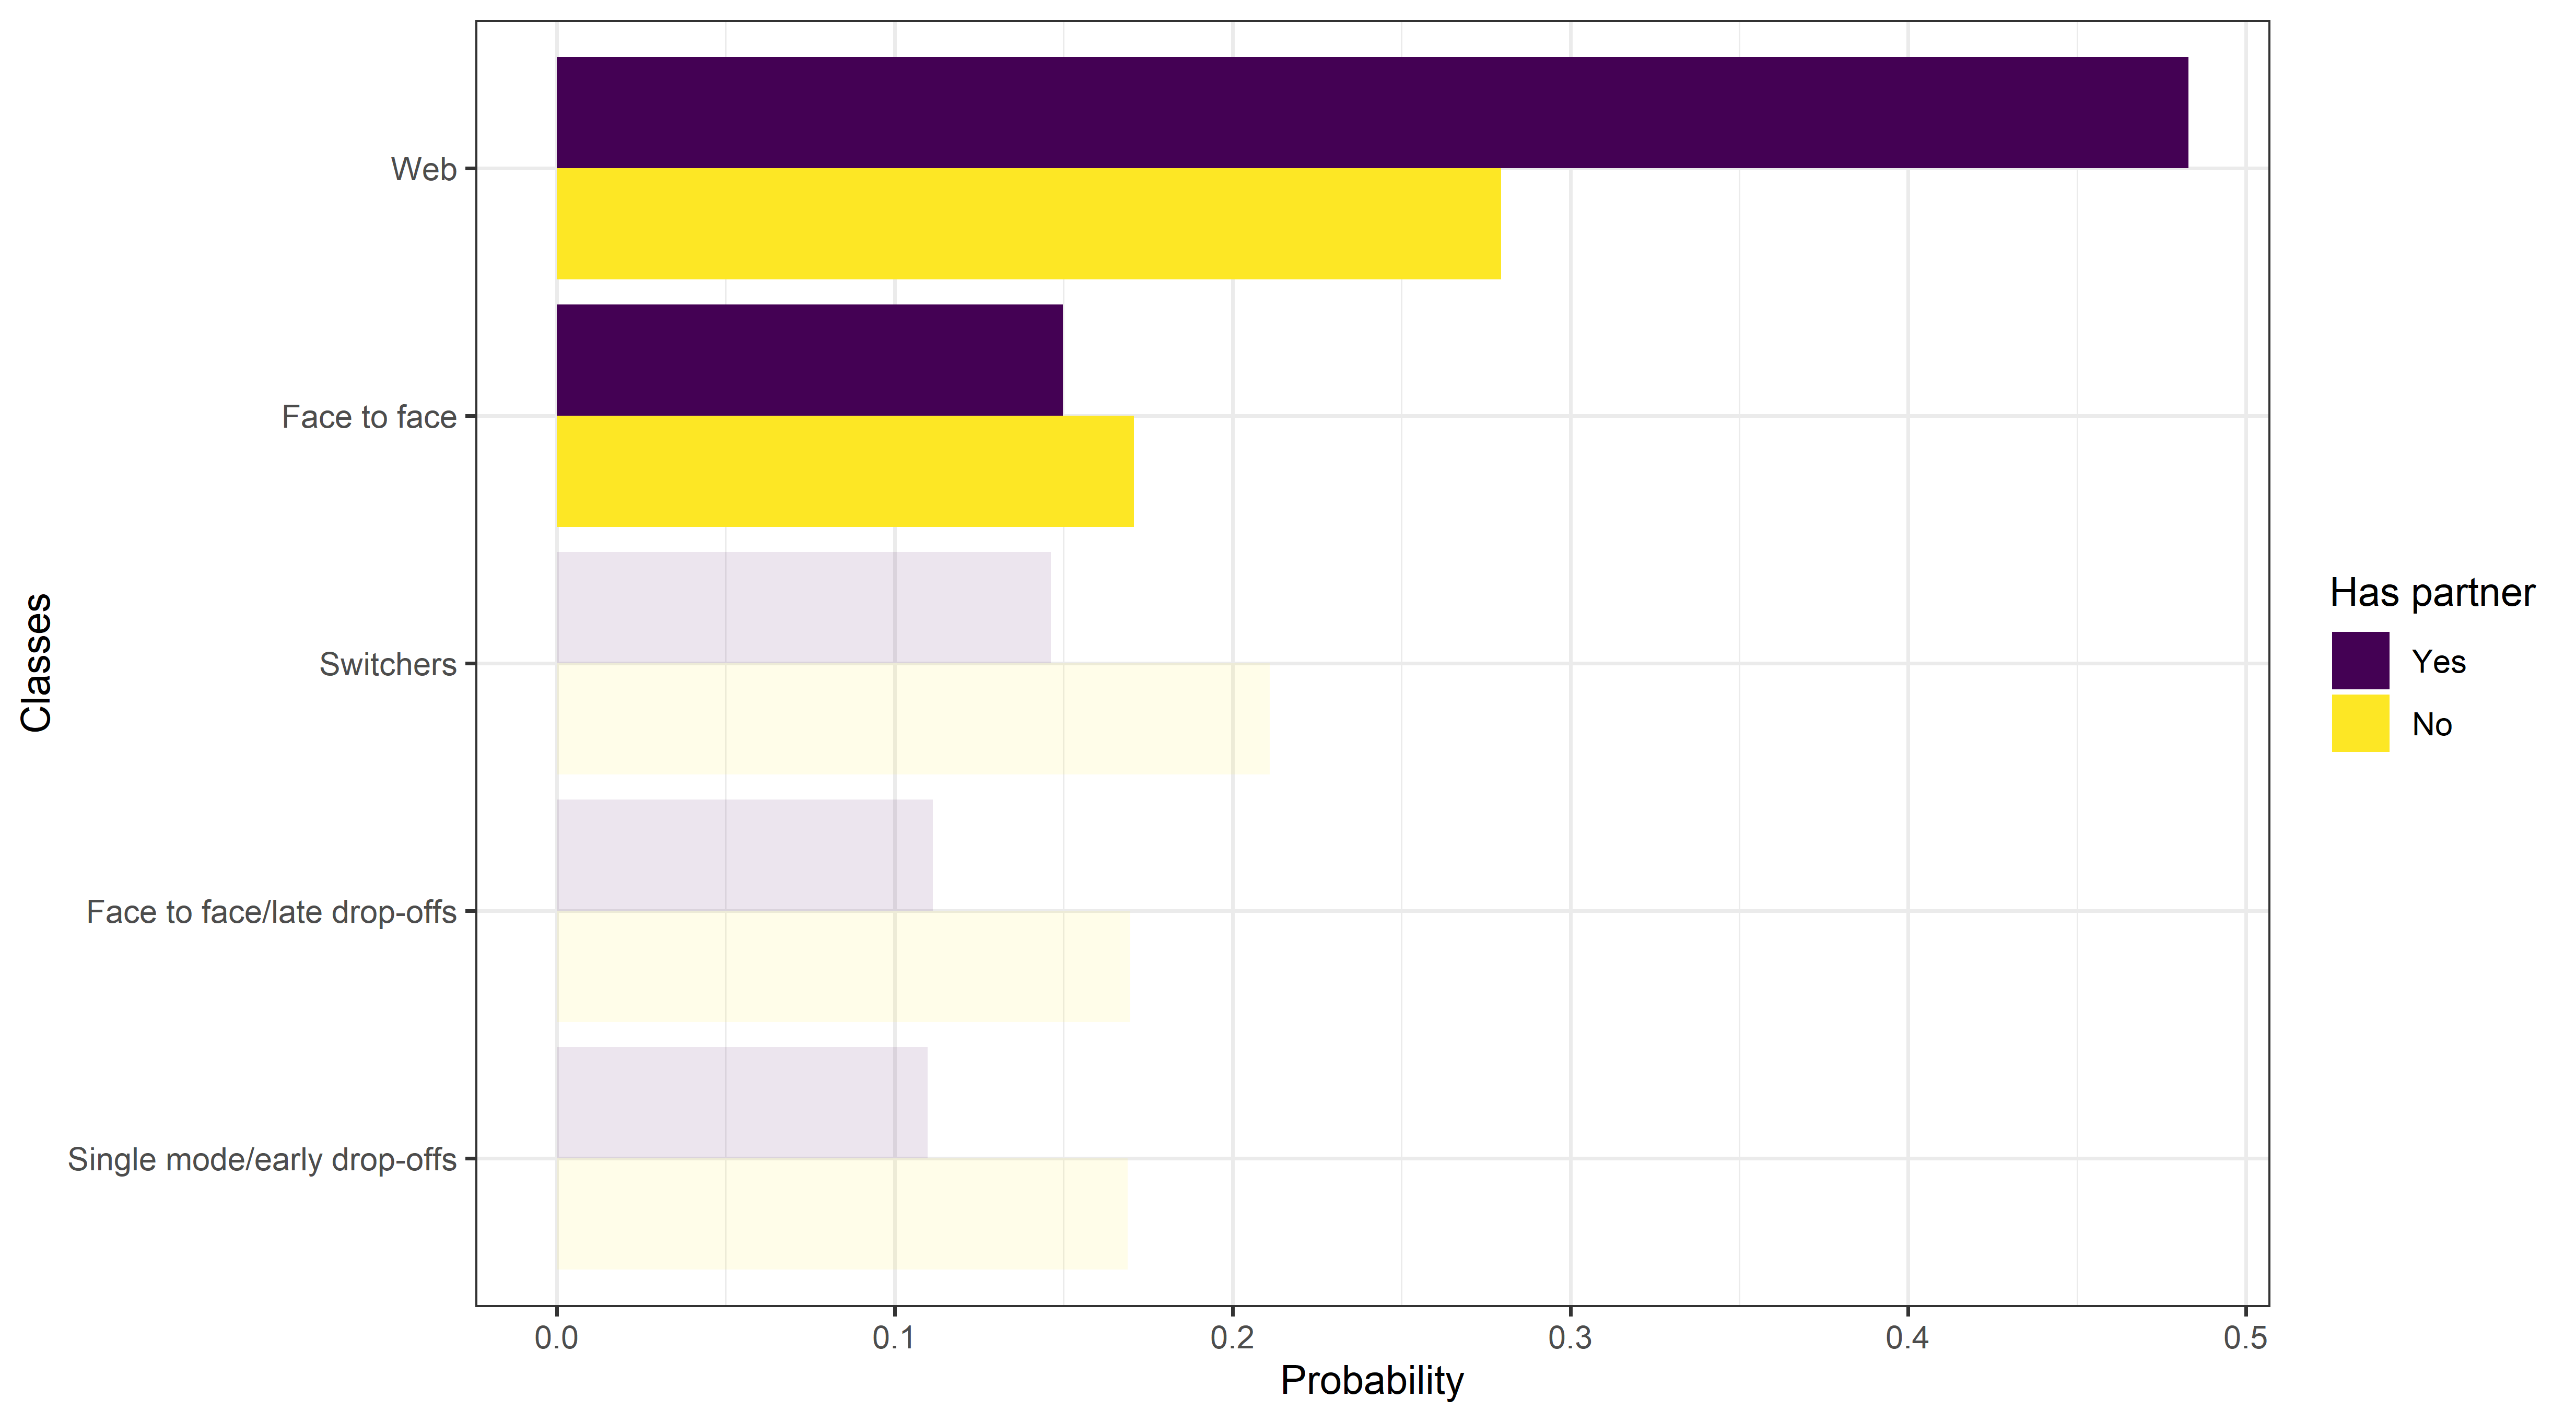 Classes
Web
Face to face
Switchers
Face to face/late drop-offs
Single mode/early drop-offs
0.0 0.1 0.2 0.3 0.4 0.5
Probability
Has partner
Yes
No